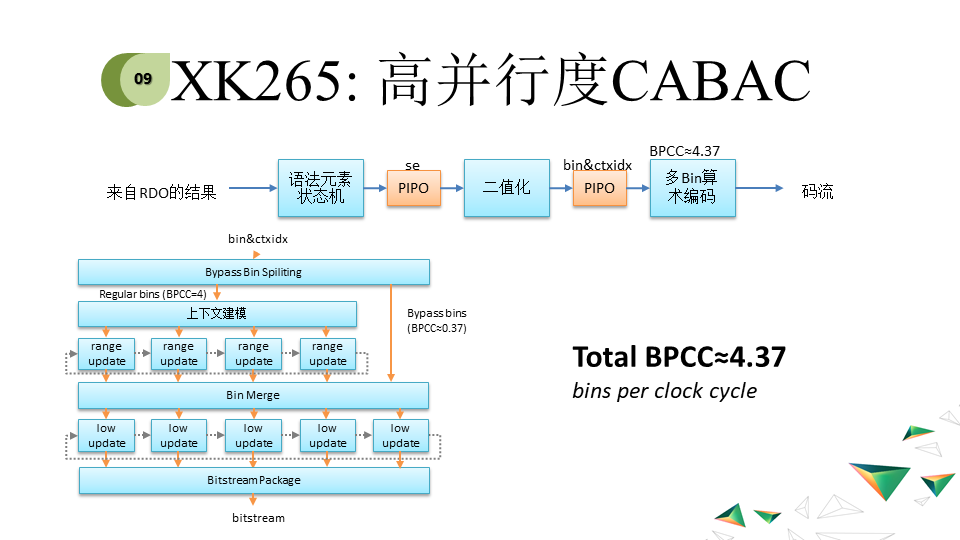 09
XK265: 高并行度CABAC
BPCC≈4.37
se
bin&ctxidx
来自RDO的结果
语法元素
状态机
PIPO
二值化
PIPO
多Bin算
术编码
码流
bin&ctxidx
Bypass Bin Spiliting
Regular bins (BPCC=4)
上下文建模
Bypass bins
(BPCC≈0.37)
range
update
range
update
range
update
range
update
Bin Merge
low
update
low
update
low
update
low
update
low
update
Bitstream Package
bitstream
Total BPCC≈4.37
bins per clock cycle